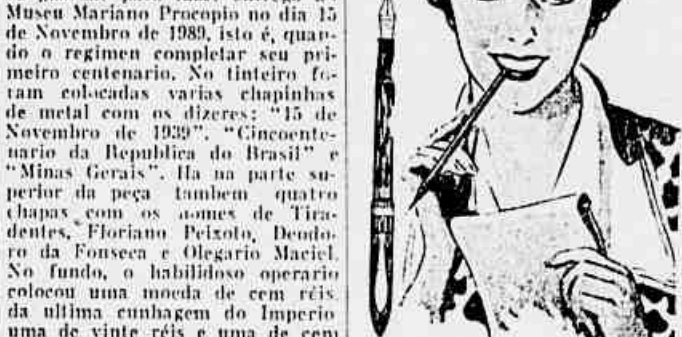 Museu Mariano Procopio no dia 15
de Novembro de 1989, isto é, quan-
do o regimen completar seu pri-
meiro centenario. No tinteiro fo-
ram colocadas varias chapinhas
de metal com os dizeres: "15 de
Novembro de 1939". "Cincoente-
nario da Republica do Brasil" e
"Minas Gerais". Ha na parte su-
perior da peça tambem quatro
chapas com os nomes de Tira-
dentes, Floriano Peixoto, Deodo-
ro da Fonseca e Olegario Maciel.
No fundo, o habilidoso operario
colocou uma moeda de cem réis
da ultima cunhagem do Imperio
uma de vinte réis e uma de cem